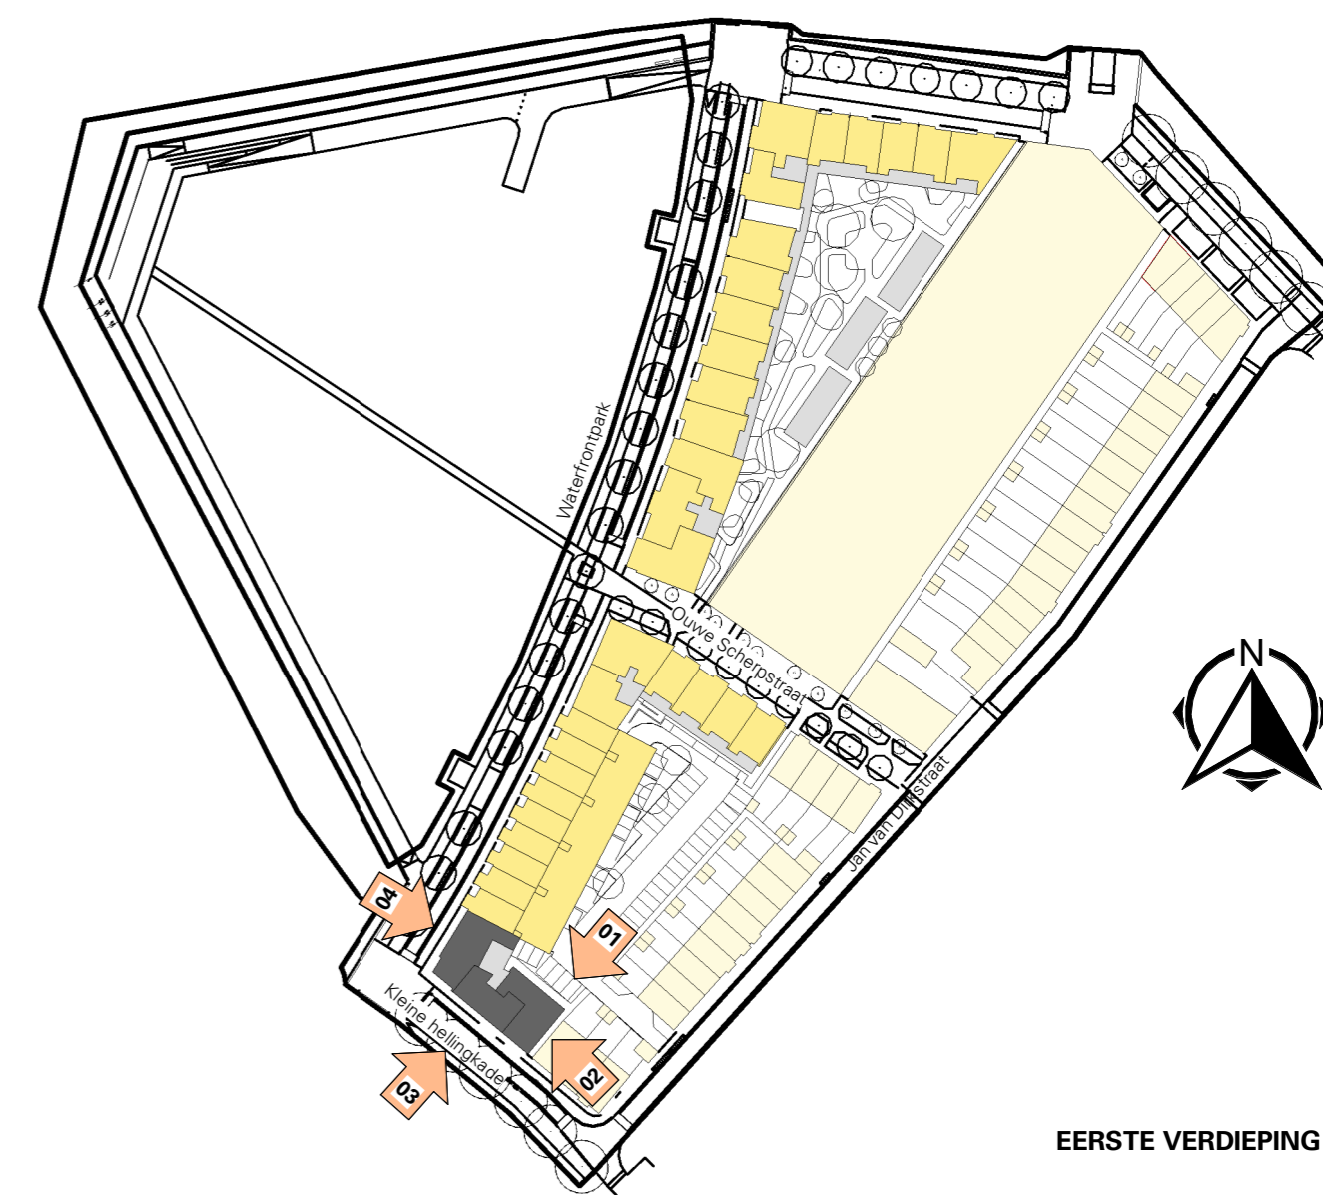 Waterfrontpark
Ouwe Scherpstraat
N
Jan van Dijkstraat
04
01
Kleine hellingkade
03
02
EERSTE VERDIEPING